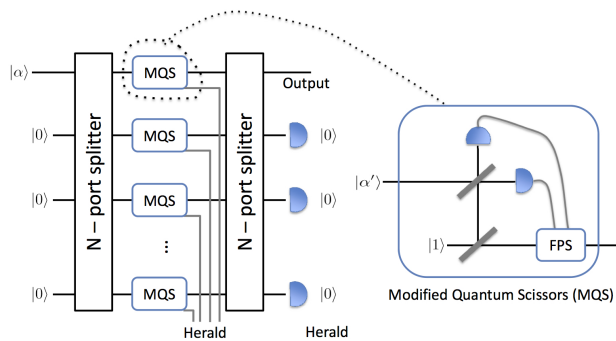 |α⟩
|0⟩
|0⟩
|0⟩
N – port splitter
MQS
MQS
MQS
...
MQS
N – port splitter
Output
|0⟩
|0⟩
|0⟩
Herald
Herald
|α′⟩
|1⟩
FPS
Modified Quantum Scissors (MQS)